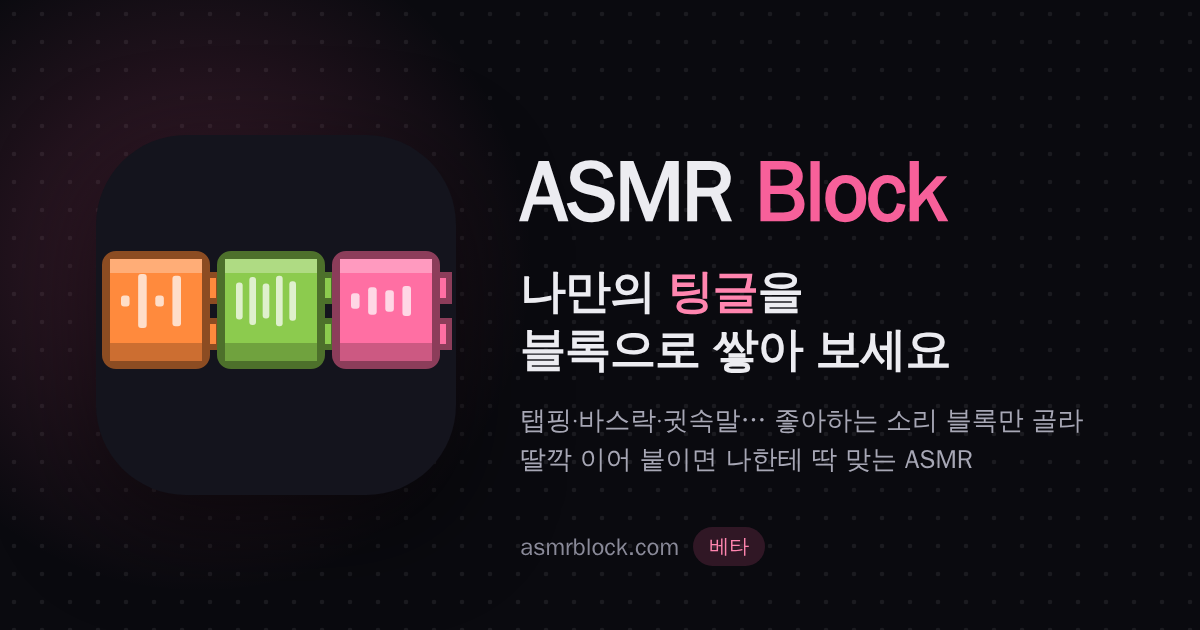 ASMR Block
나만의 팅글을
블록으로 쌓아 보세요
탭핑·바스락·귓속말··· 좋아하는 소리 블록만 골라
딸깍 이어 붙이면 나한테 딱 맞는 ASMR
asmrblock.com 베타